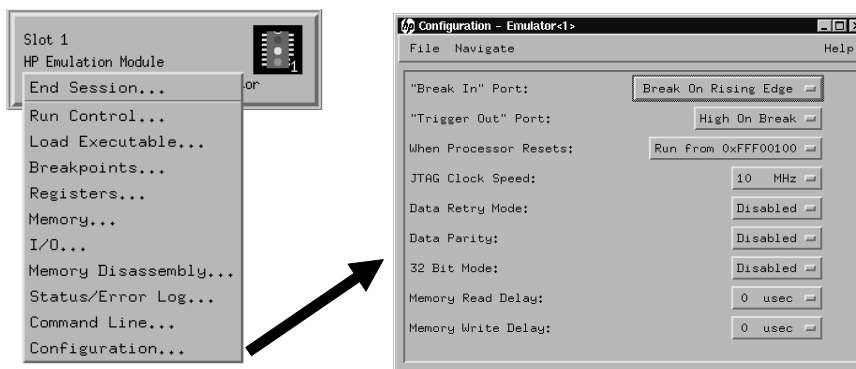 Slot 1
HP Emulation Module
1
End Session...
Run Control...
Load Executable...
Breakpoints...
Registers...
Memory...
I/O...
Memory Disassembly...
Status/Error Log...
Command Line...
Configuration...
hp Configuration - Emulator<1>
File Navigate Help
"Break In" Port: Break On Rising Edge
"Trigger Out" Port: High On Break
When Processor Resets: Run from 0xFFF00100
JTAG Clock Speed: 10 MHz
Data Retry Mode: Disabled
Data Parity: Disabled
32 Bit Mode: Disabled
Memory Read Delay: 0 usec
Memory Write Delay: 0 usec